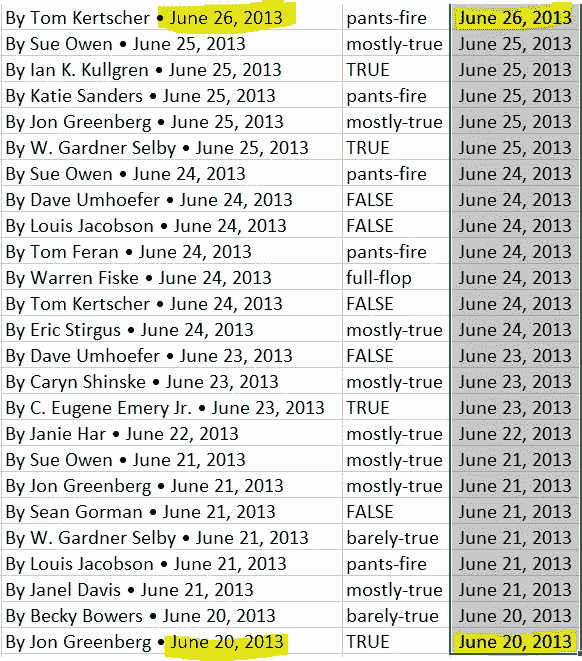 By Tom Kertscher • June 26, 2013 pants-fire June 26, 2013
By Sue Owen • June 25, 2013 mostly-true June 25, 2013
By Ian K. Kullgren • June 25, 2013 TRUE June 25, 2013
By Katie Sanders • June 25, 2013 pants-fire June 25, 2013
By Jon Greenberg • June 25, 2013 mostly-true June 25, 2013
By W. Gardner Selby • June 25, 2013 TRUE June 25, 2013
By Sue Owen • June 24, 2013 pants-fire June 24, 2013
By Dave Umhoefer • June 24, 2013 FALSE June 24, 2013
By Louis Jacobson • June 24, 2013 FALSE June 24, 2013
By Tom Feran • June 24, 2013 pants-fire June 24, 2013
By Warren Fiske • June 24, 2013 full-flop June 24, 2013
By Tom Kertscher • June 24, 2013 FALSE June 24, 2013
By Eric Stirgus • June 24, 2013 mostly-true June 24, 2013
By Dave Umhoefer • June 23, 2013 FALSE June 23, 2013
By Caryn Shinske • June 23, 2013 mostly-true June 23, 2013
By C. Eugene Emery Jr. • June 23, 2013 TRUE June 23, 2013
By Janie Har • June 22, 2013 mostly-true June 22, 2013
By Sue Owen • June 21, 2013 mostly-true June 21, 2013
By Jon Greenberg • June 21, 2013 mostly-true June 21, 2013
By Sean Gorman • June 21, 2013 FALSE June 21, 2013
By W. Gardner Selby • June 21, 2013 barely-true June 21, 2013
By Louis Jacobson • June 21, 2013 pants-fire June 21, 2013
By Janel Davis • June 21, 2013 mostly-true June 21, 2013
By Becky Bowers • June 20, 2013 barely-true June 20, 2013
By Jon Greenberg • June 20, 2013 TRUE June 20, 2013